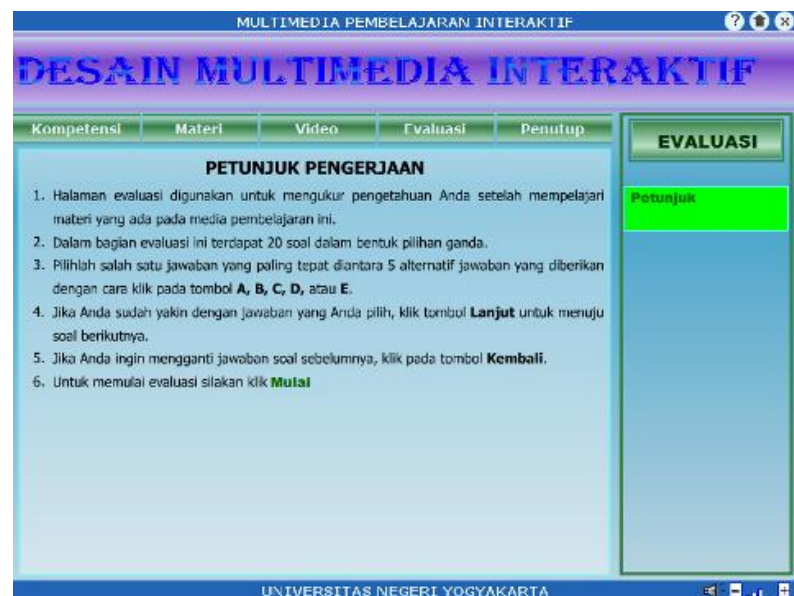 MULTIMEDIA PEMBELAJARAN INTERAKTIF
DESAIN MULTIMEDIA INTERAKTIF
Kompetensi Materi Video Evaluasi Penutup
EVALUASI
Petunjuk
PETUNJUK PENGERJAAN
1. Halaman evaluasi digunakan untuk mengukur pengetahuan Anda setelah mempelajari
materi yang ada pada media pembelajaran ini.
2. Dalam bagian evaluasi ini terdapat 20 soal dalam bentuk pilihan ganda.
3. Pilihlah salah satu jawaban yang paling tepat diantara 5 alternatif jawaban yang diberikan
dengan cara klik pada tombol A, B, C, D, atau E.
4. Jika Anda sudah yakin dengan jawaban yang Anda pilih, klik tombol Lanjut untuk menuju
soal berikutnya.
5. Jika Anda ingin mengganti jawaban soal sebelumnya, klik pada tombol Kembali.
6. Untuk memulai evaluasi silakan klik Mulai
UNIVERSITAS NEGERI YOGYAKARTA